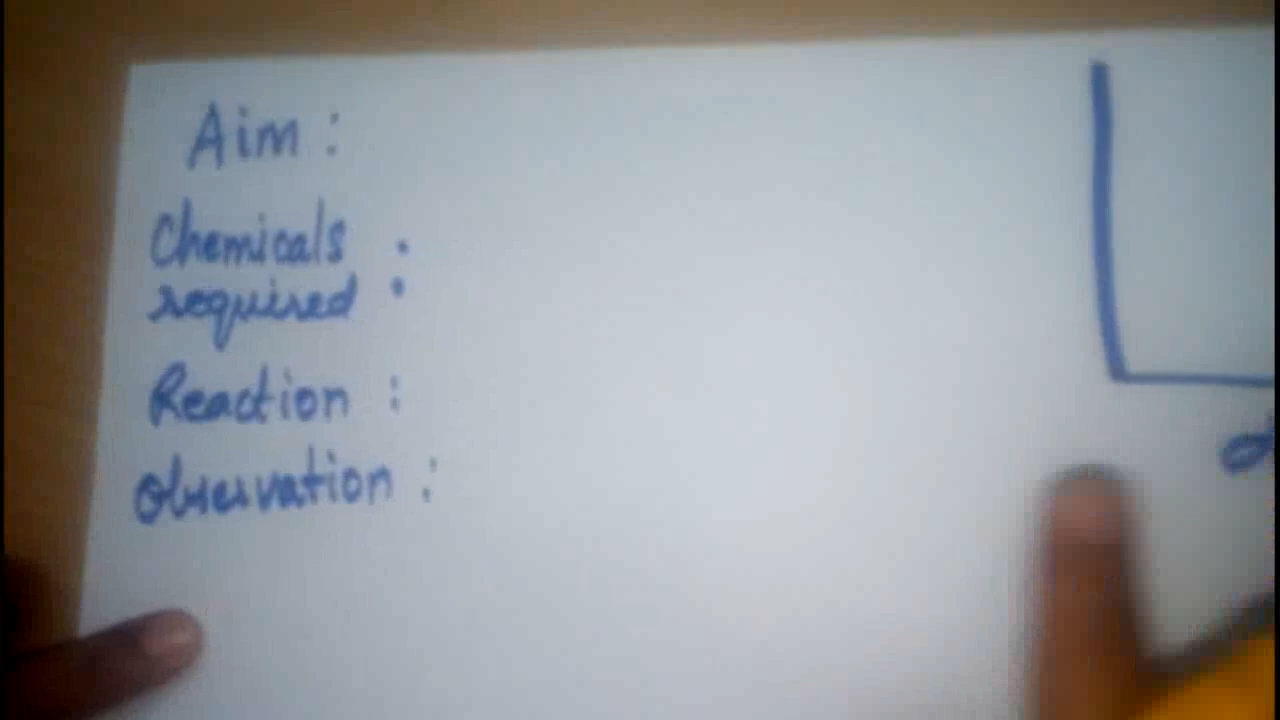 Aim :
Chemicals
required :
Reaction :
Observation :